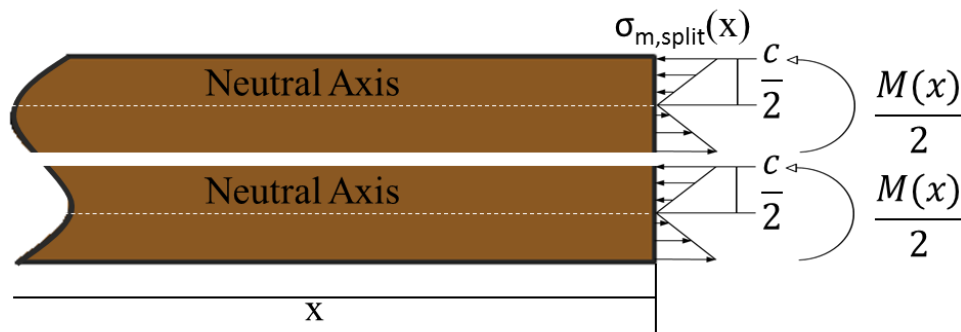 σm,split(x)
Neutral Axis
c/2
M(x)/2
Neutral Axis
c/2
M(x)/2
x